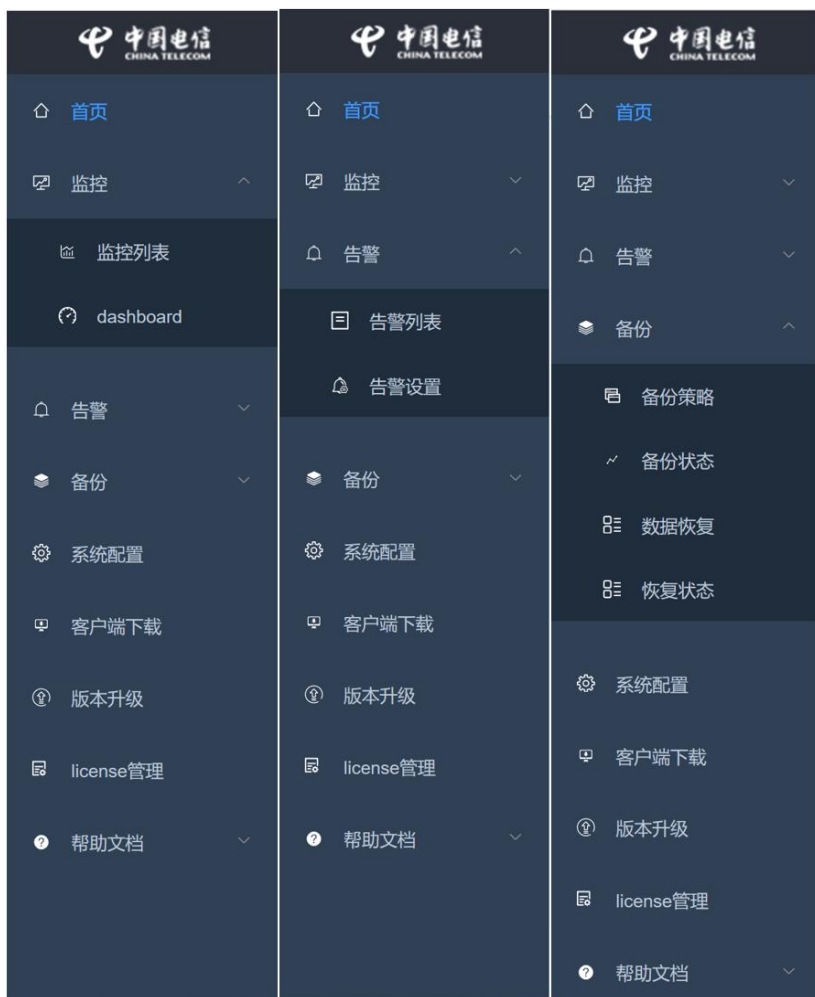 中国电信
CHINA TELECOM
首页
监控
监控列表
dashboard
告警
备份
系统配置
客户端下载
版本升级
license管理
帮助文档
中国电信
CHINA TELECOM
首页
监控
告警
告警列表
告警设置
备份
系统配置
客户端下载
版本升级
license管理
帮助文档
中国电信
CHINA TELECOM
首页
监控
告警
备份
备份策略
备份状态
数据恢复
恢复状态
系统配置
客户端下载
版本升级
license管理
帮助文档